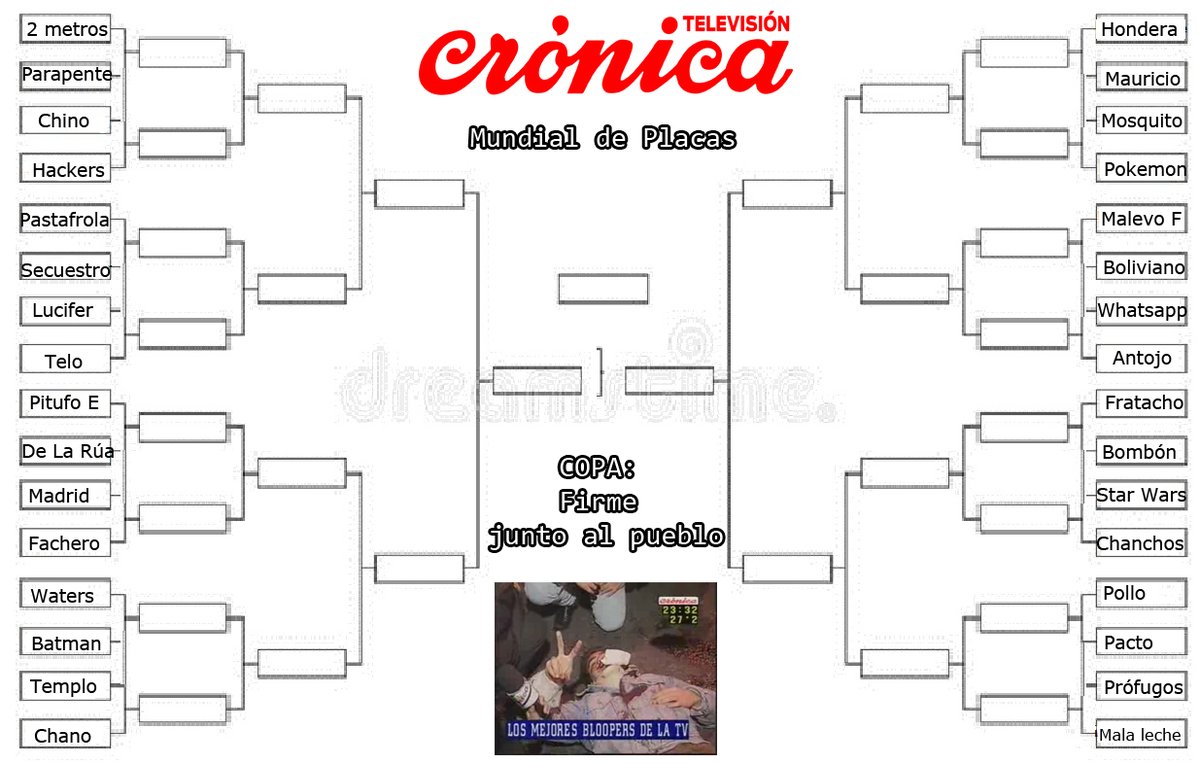 TELEVISIÓN
crónica
Mundial de Placas
2 metros
Parapente
Chino
Hackers
Pastafrola
Secuestro
Lucifer
Telo
Pitufo E
De La Rúa
Madrid
Fachero
Waters
Batman
Templo
Chano
Hondera
Mauricio
Mosquito
Pokemon
Malevo F
Boliviano
Whatsapp
Antojo
Fratacho
Bombón
Star Wars
Chanchos
Pollo
Pacto
Prófugos
Mala leche
dreamstime.
COPA:
Firme
junto al pueblo
crónica
23:32
27'2
LOS MEJORES BLOOPERS DE LA TV